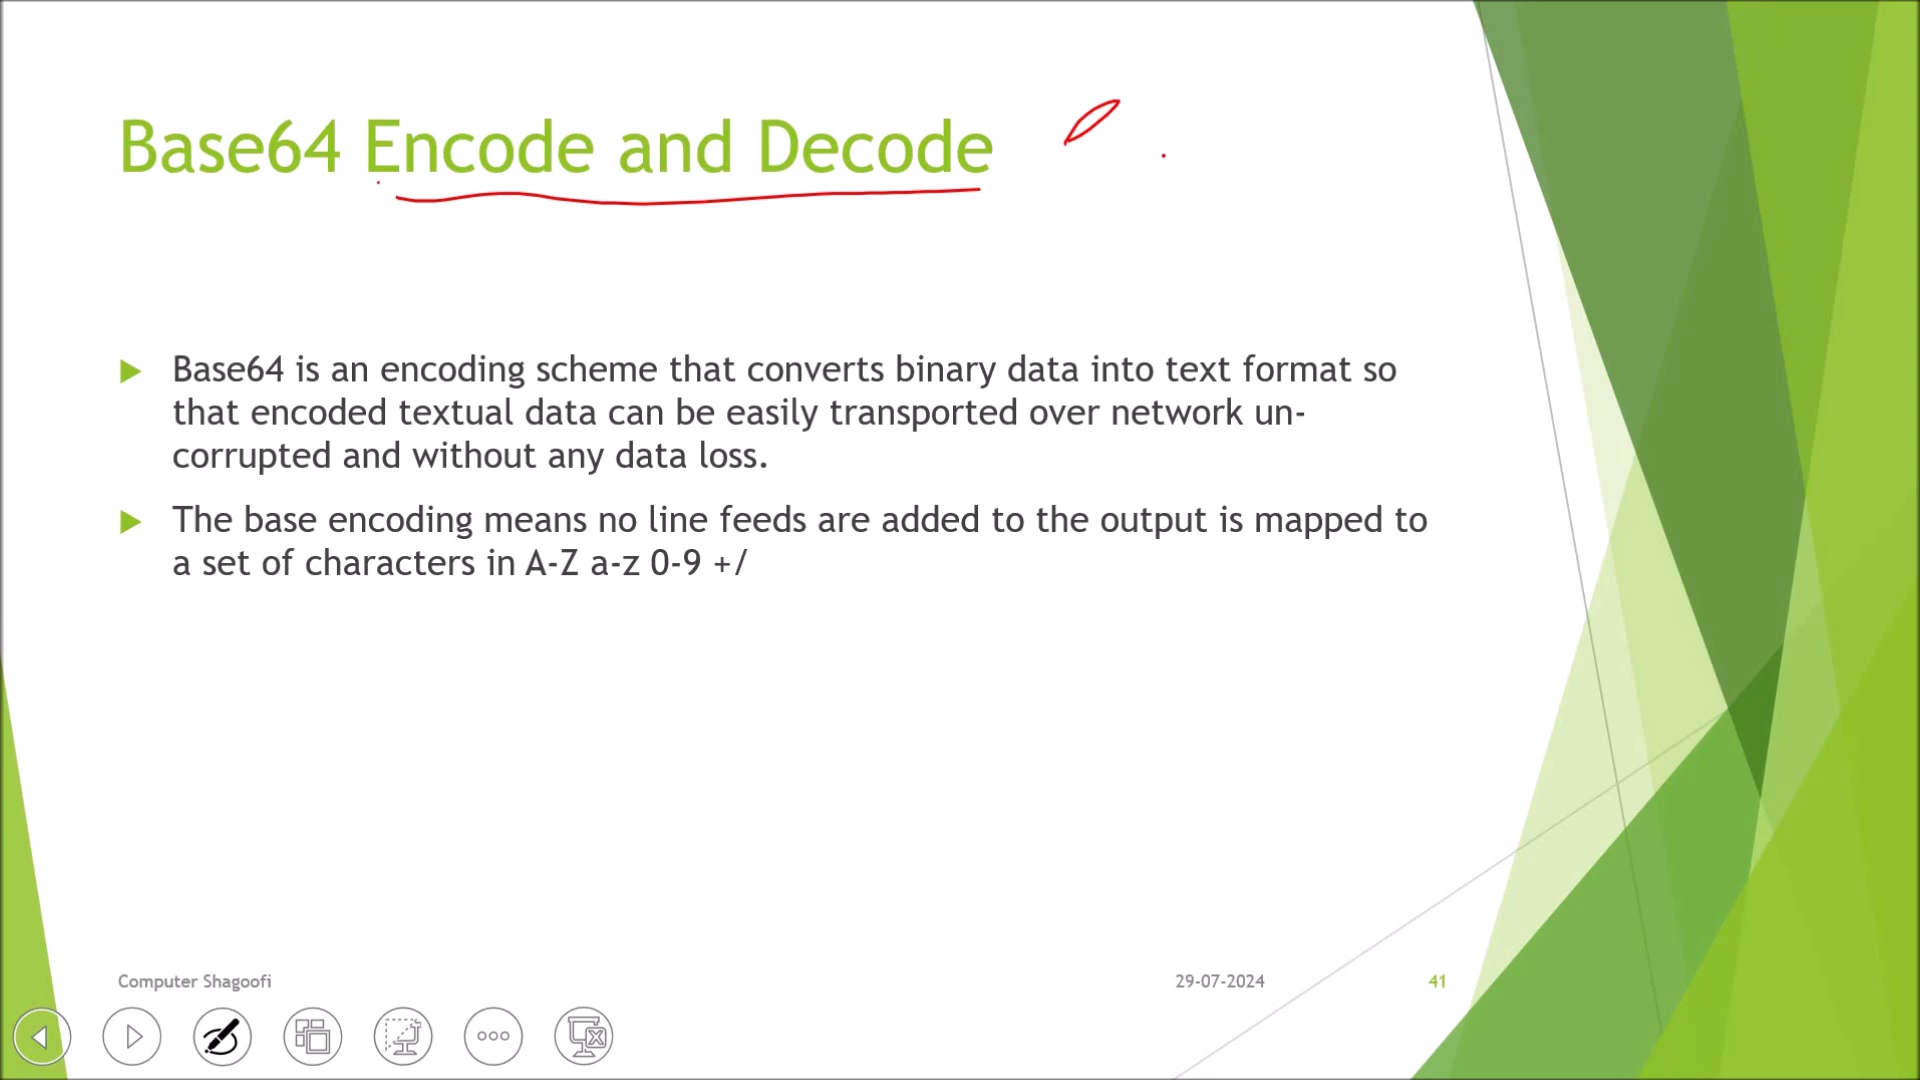 Base64 Encode and Decode
Base64 is an encoding scheme that converts binary data into text format so
that encoded textual data can be easily transported over network un-
corrupted and without any data loss.
The base encoding means no line feeds are added to the output is mapped to
a set of characters in A-Z a-z 0-9 +/
Computer Shagoofi
29-07-2024
41